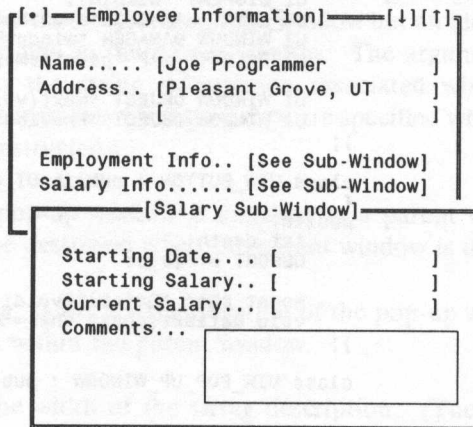 [•]—[Employee Information]—[↓][↑]
Name...... [Joe Programmer
Address... [Pleasant Grove, UT
]
Employment Info.. [See Sub-Window]
Salary Info...... [See Sub-Window]
[Salary Sub-Window]
Starting Date.... [ ]
Starting Salary.. [ ]
Current Salary... [ ]
Comments..